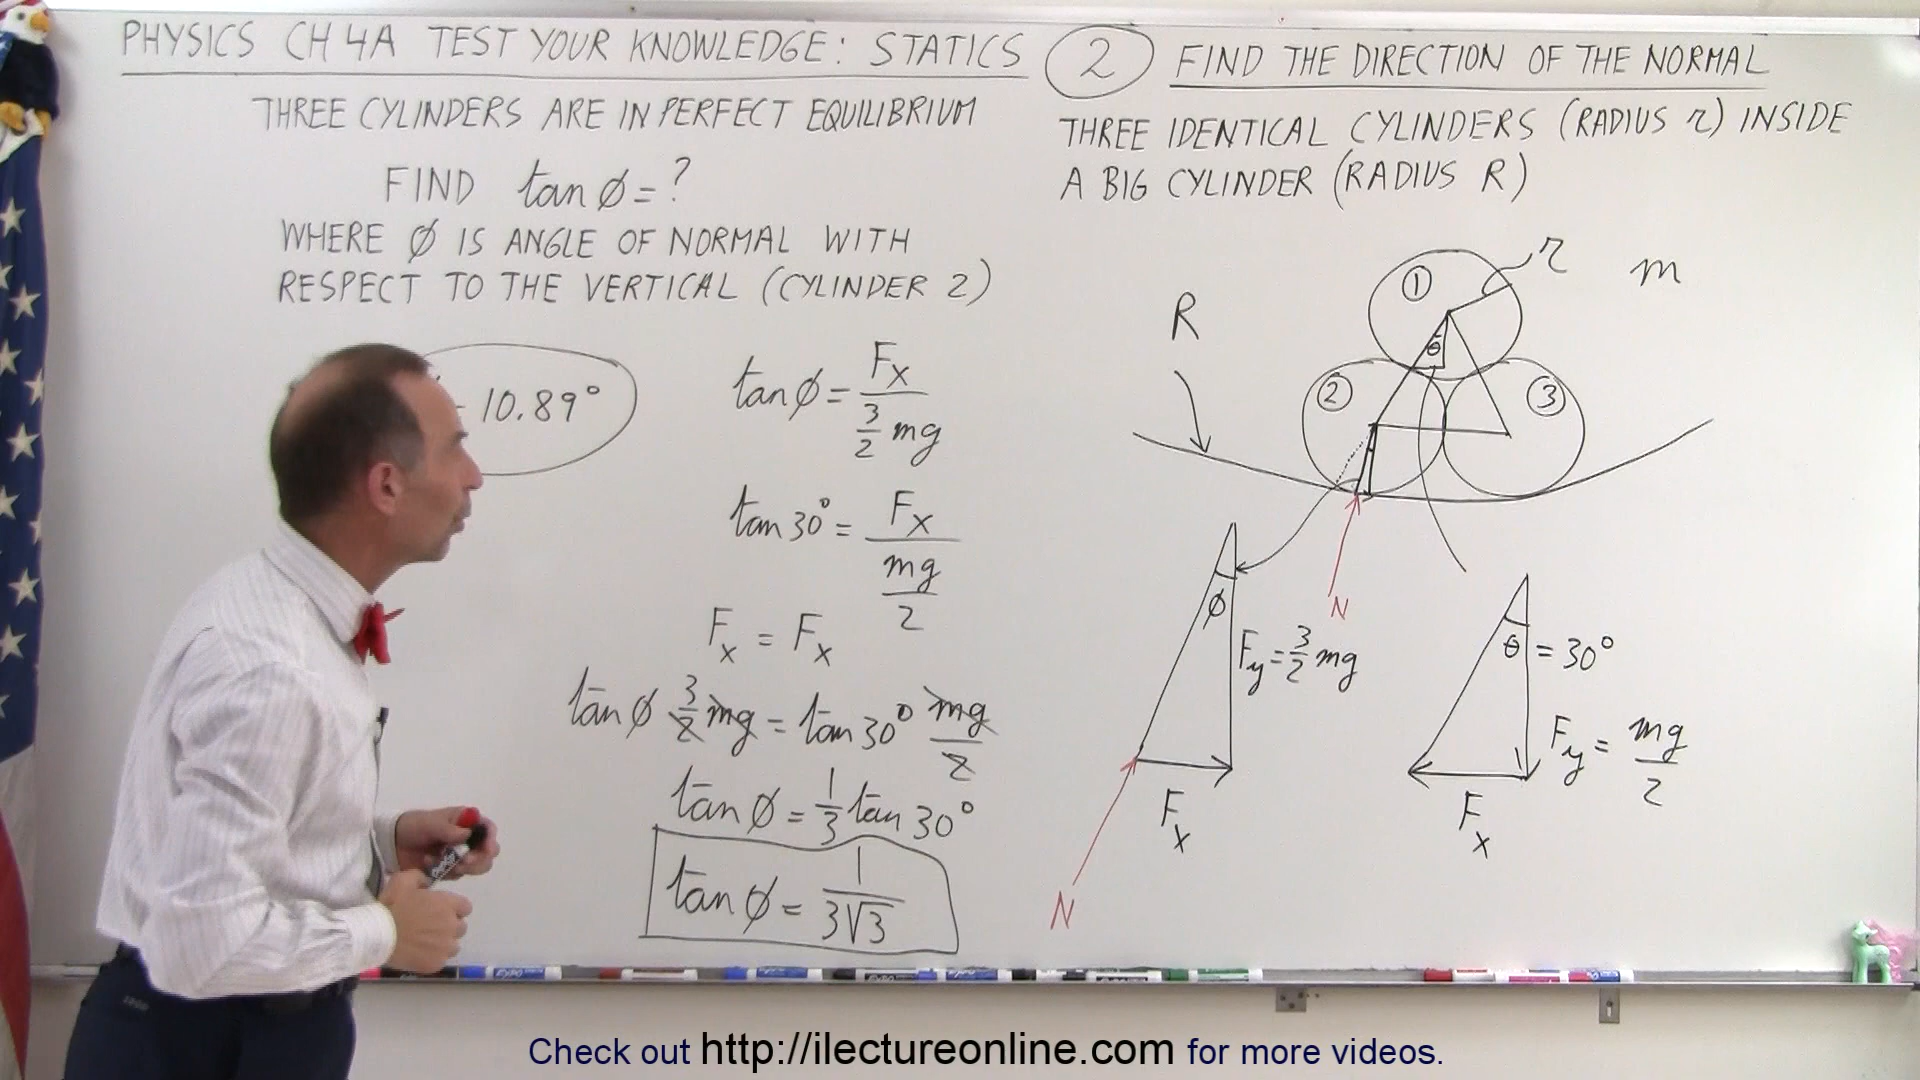 PHYSICS CH 4A TEST YOUR KNOWLEDGE: STATICS
THREE CYLINDERS ARE IN PERFECT EQUILIBRIUM
FIND tan ø = ?
WHERE ø IS ANGLE OF NORMAL WITH
RESPECT TO THE VERTICAL (CYLINDER 2)
10.89°
tan ø = Fx / (3/2 mg)
tan 30° = Fx / (mg/2)
Fx = Fx
tan ø 3/2 mg = tan 30° mg/2
tan ø = 1/3 tan 30°
tan ø = 1/(3√3)
2 FIND THE DIRECTION OF THE NORMAL
THREE IDENTICAL CYLINDERS (RADIUS r) INSIDE
A BIG CYLINDER (RADIUS R)
r m
1
R
θ
2 3
N
ø
Fy = 3/2 mg
θ = 30°
Fy = mg/2
Fx
Fx
N
EXPO
Check out http://ilectureonline.com for more videos.